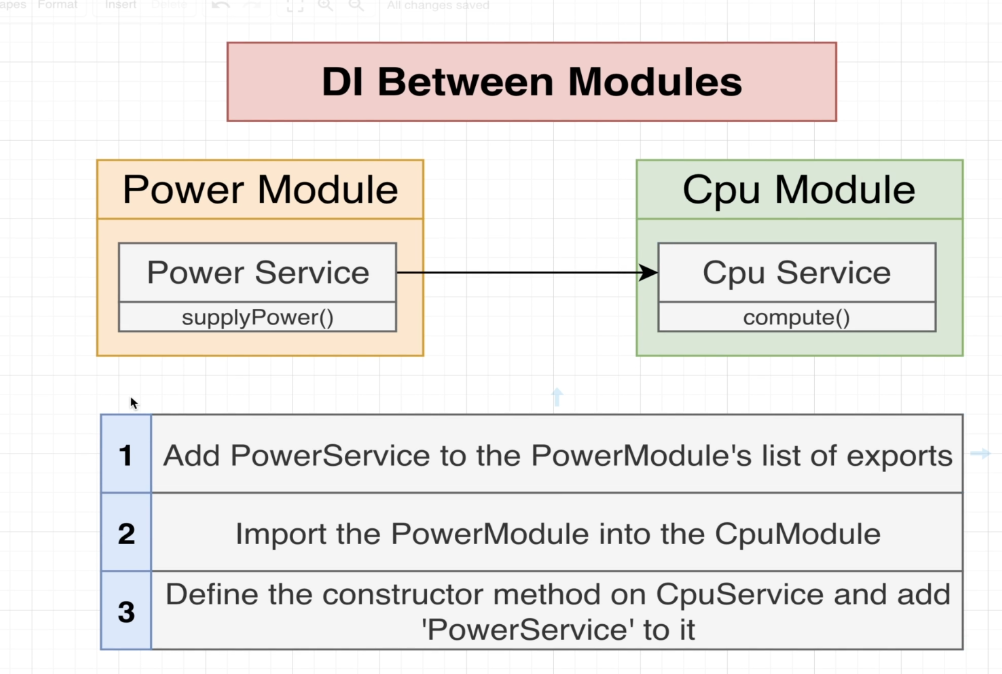 apes Format Insert Delete All changes saved
DI Between Modules
Power Module
Power Service
supplyPower()
Cpu Module
Cpu Service
compute()
1 Add PowerService to the PowerModule's list of exports
2 Import the PowerModule into the CpuModule
3 Define the constructor method on CpuService and add
'PowerService' to it